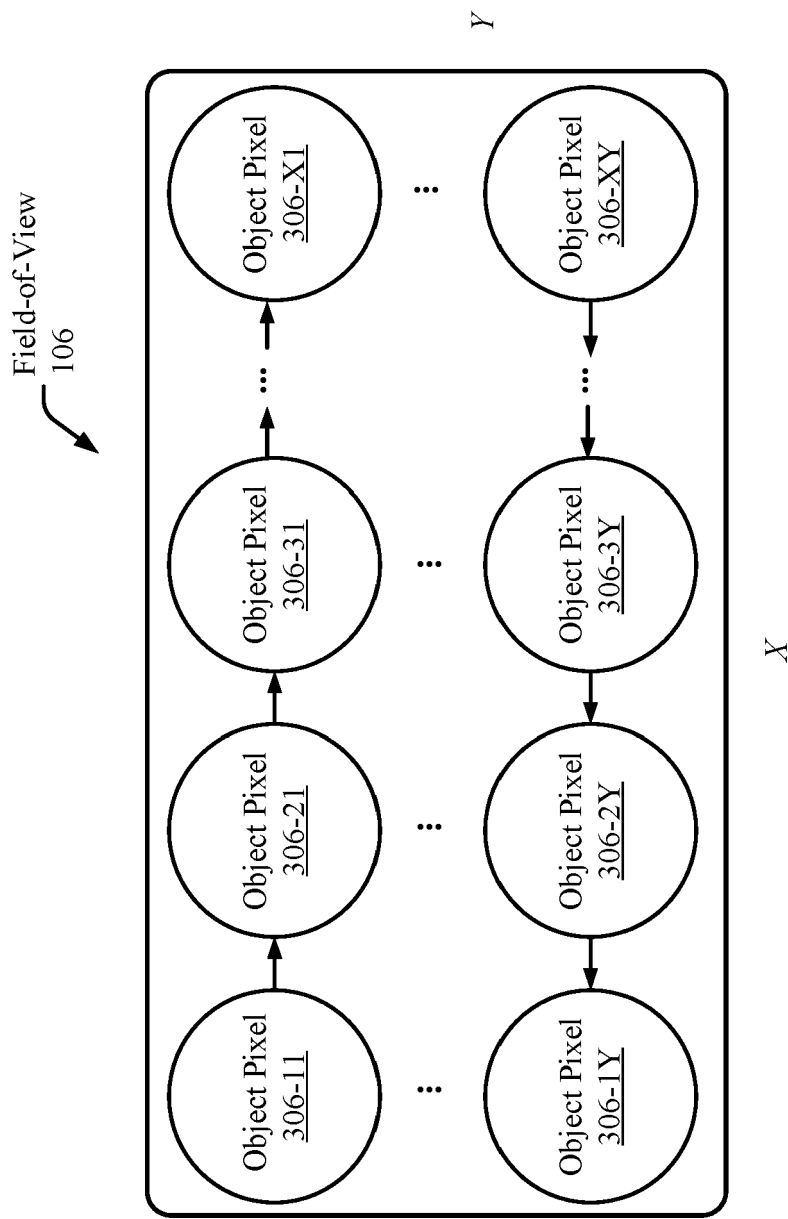 Field-of-View
106
Object Pixel
306-11
Object Pixel
306-21
Object Pixel
306-31
...
Object Pixel
306-X1
...
...
...
...
Object Pixel
306-1Y
Object Pixel
306-2Y
Object Pixel
306-3Y
...
Object Pixel
306-XY
Y
X